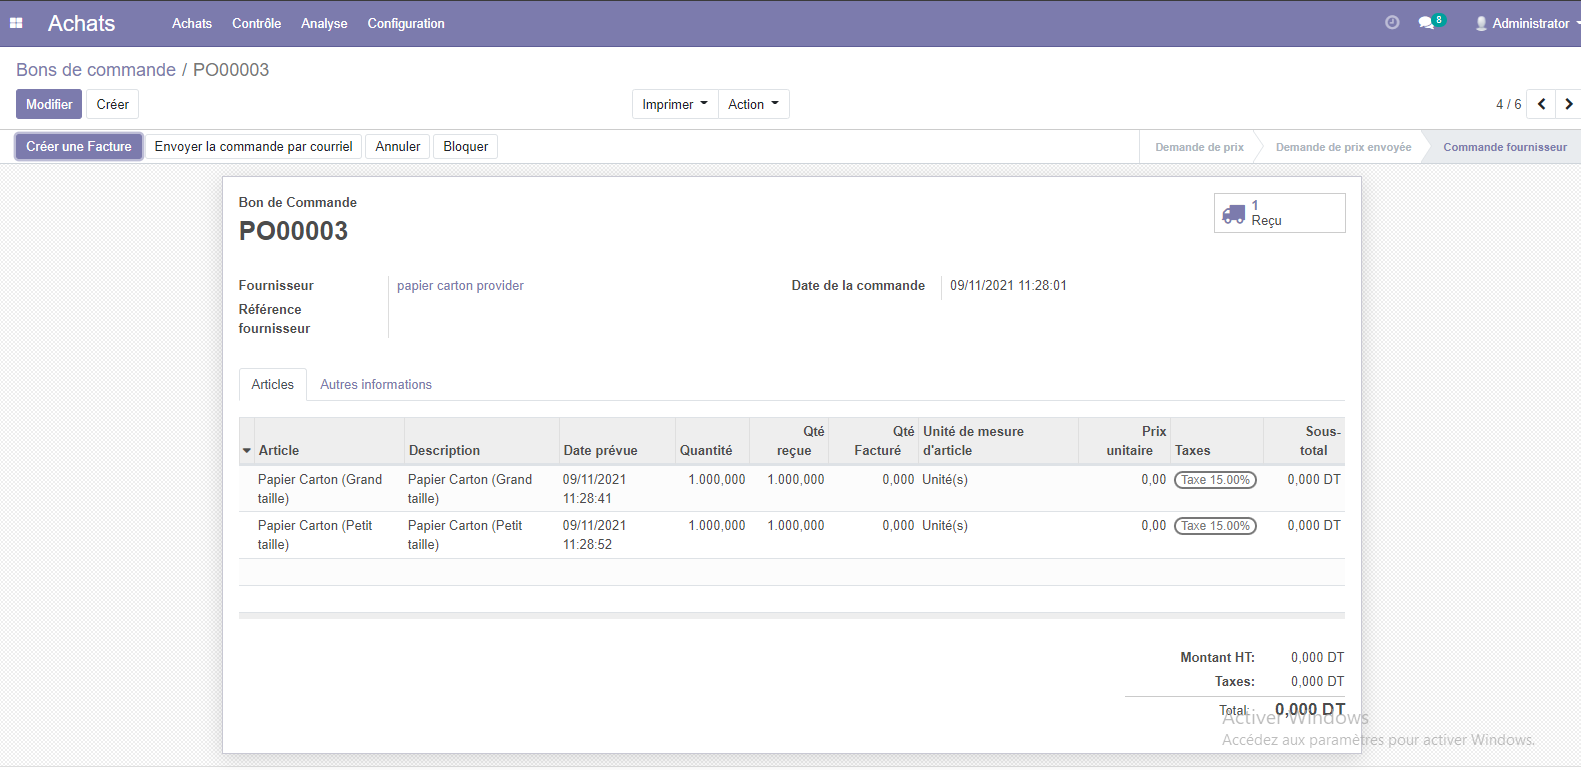 Achats
Achats Contrôle Analyse Configuration
8 Administrator
Bons de commande / PO00003
Modifier Créer Imprimer Action 4 / 6
Créer une Facture Envoyer la commande par courriel Annuler Bloquer Demande de prix Demande de prix envoyée Commande fournisseur
Bon de Commande
PO00003
1
Reçu
Fournisseur papier carton provider Date de la commande 09/11/2021 11:28:01
Référence
fournisseur
Articles Autres informations
Article Description Date prévue Quantité Qté reçue Qté Facturé Unité de mesure d'article Prix unitaire Taxes Sous-total
Papier Carton (Grand taille) Papier Carton (Grand taille) 09/11/2021 11:28:41 1.000,000 1.000,000 0,000 Unité(s) 0,00 Taxe 15.00% 0,000 DT
Papier Carton (Petit taille) Papier Carton (Petit taille) 09/11/2021 11:28:52 1.000,000 1.000,000 0,000 Unité(s) 0,00 Taxe 15.00% 0,000 DT
Montant HT: 0,000 DT
Taxes: 0,000 DT
Total: 0,000 DT
Activer Windows
Accédez aux paramètres pour activer Windows.